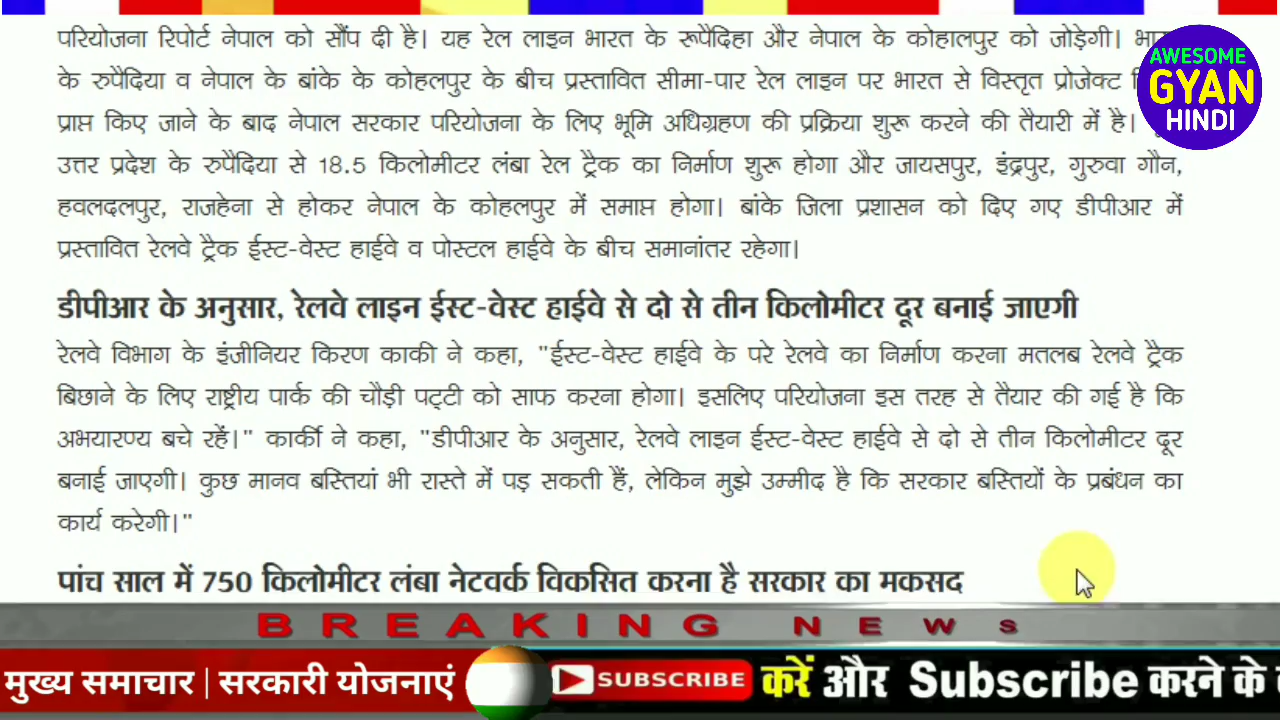 परियोजना रिपोर्ट नेपाल को सौंप दी है। यह रेल लाइन भारत के रूपैदिहा और नेपाल के कोहालपुर को जोड़ेगी।
के रुपैदिया व नेपाल के बांके के कोहलपुर के बीच प्रस्तावित सीमा-पार रेल लाइन पर भारत से विस्तृत प्रोजेक्ट
प्राप्त किए जाने के बाद नेपाल सरकार परियोजना के लिए भूमि अधिग्रहण की प्रक्रिया शुरू करने की तैयारी में है।
उत्तर प्रदेश के रुपैदिया से 18.5 किलोमीटर लंबा रेल ट्रैक का निर्माण शुरू होगा और जायसपुर, इंद्रपुर, गुरुवा गौन,
हवलदलपुर, राजहेना से होकर नेपाल के कोहलपुर में समाप्त होगा। बांके जिला प्रशासन को दिए गए डीपीआर में
प्रस्तावित रेलवे ट्रैक ईस्ट-वेस्ट हाईवे व पोस्टल हाईवे के बीच समानांतर रहेगा।
डीपीआर के अनुसार, रेलवे लाइन ईस्ट-वेस्ट हाईवे से दो से तीन किलोमीटर दूर बनाई जाएगी
रेलवे विभाग के इंजीनियर किरण काकी ने कहा, "ईस्ट-वेस्ट हाईवे के परे रेलवे का निर्माण करना मतलब रेलवे ट्रैक
बिछाने के लिए राष्ट्रीय पार्क की चौड़ी पट्टी को साफ करना होगा। इसलिए परियोजना इस तरह से तैयार की गई है कि
अभयारण्य बचे रहें।" कार्की ने कहा, "डीपीआर के अनुसार, रेलवे लाइन ईस्ट-वेस्ट हाईवे से दो से तीन किलोमीटर दूर
बनाई जाएगी। कुछ मानव बस्तियां भी रास्ते में पड़ सकती हैं, लेकिन मुझे उम्मीद है कि सरकार बस्तियों के प्रबंधन का
कार्य करेगी।"
पांच साल में 750 किलोमीटर लंबा नेटवर्क विकसित करना है सरकार का मकसद
AWESOME
GYAN
HINDI
BREAKING NEWs
मुख्य समाचार | सरकारी योजनाएं
SUBSCRIBE
करें और Subscribe करने के